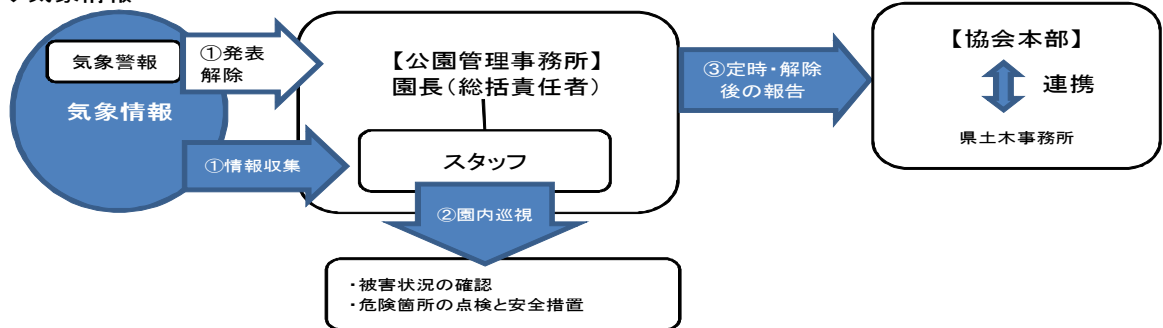 気象警報
気象情報
①発表
解除
①情報収集
【公園管理事務所】
園長(総括責任者)
スタッフ
②園内巡視
・被害状況の確認
・危険箇所の点検と安全措置
③定時・解除
後の報告
【協会本部】
連携
県土木事務所